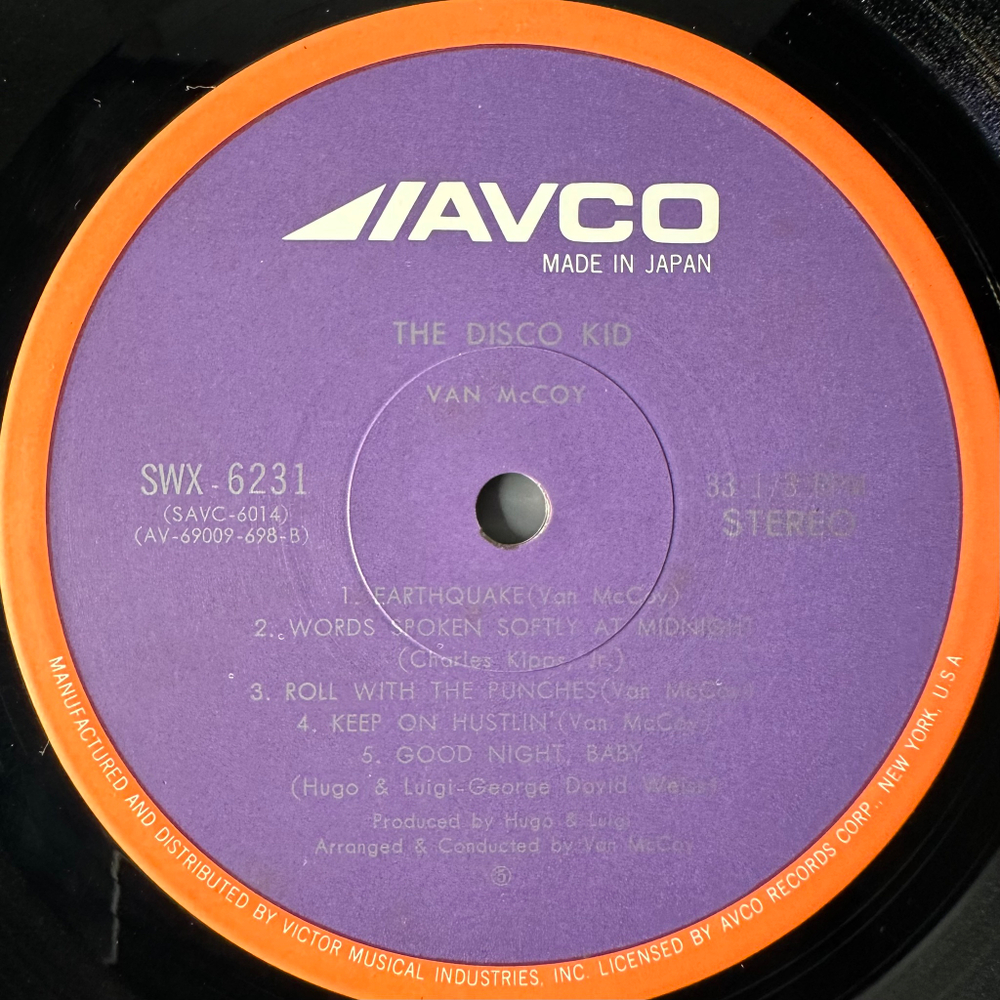 AVCO
MADE IN JAPAN
THE DISCO KID
VAN McCOY
SWX-6231
(SAVC-6014)
(AV-69009-698-B)
33 1/3 RPM
STEREO
1. EARTHQUAKE(Van McCoy)
2. WORDS SPOKEN SOFTLY AT MIDNIGHT
(Charles Kipps Jr.)
3. ROLL WITH THE PUNCHES(Van McCoy)
4. KEEP ON HUSTLIN'(Van McCoy)
5. GOOD NIGHT, BABY
(Hugo & Luigi-George David Weiss)
Produced by Hugo & Luigi
Arranged & Conducted by Van McCoy
⑤
MANUFACTURED AND DISTRIBUTED BY VICTOR MUSICAL INDUSTRIES, INC. LICENSED BY AVCO RECORDS CORP., NEW YORK, U.S.A